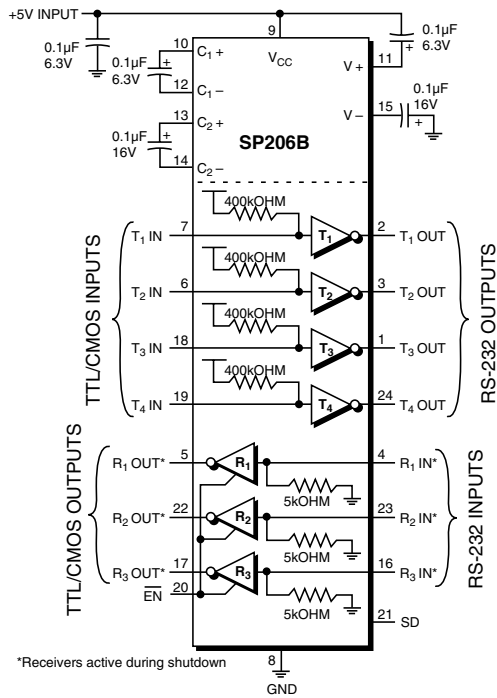 +5V INPUT
0.1µF
6.3V
9
VCC
0.1µF
6.3V
+
10
C1 +
0.1µF
6.3V
+
12
C1 –
V +
11
13
C2 +
0.1µF
16V
+
14
C2 –
V –
15
0.1µF
16V
+
SP206B
400kOHM
T1 IN
7
T1
2
T1 OUT
400kOHM
T2 IN
6
T2
3
T2 OUT
400kOHM
T3 IN
18
T3
1
T3 OUT
400kOHM
T4 IN
19
T4
24
T4 OUT
TTL/CMOS INPUTS
RS-232 OUTPUTS
R1 OUT*
5
R1
4
R1 IN*
5kOHM
R2 OUT*
22
R2
23
R2 IN*
5kOHM
R3 OUT*
17
R3
16
R3 IN*
5kOHM
TTL/CMOS OUTPUTS
RS-232 INPUTS
20
EN
21
SD
*Receivers active during shutdown
8
GND